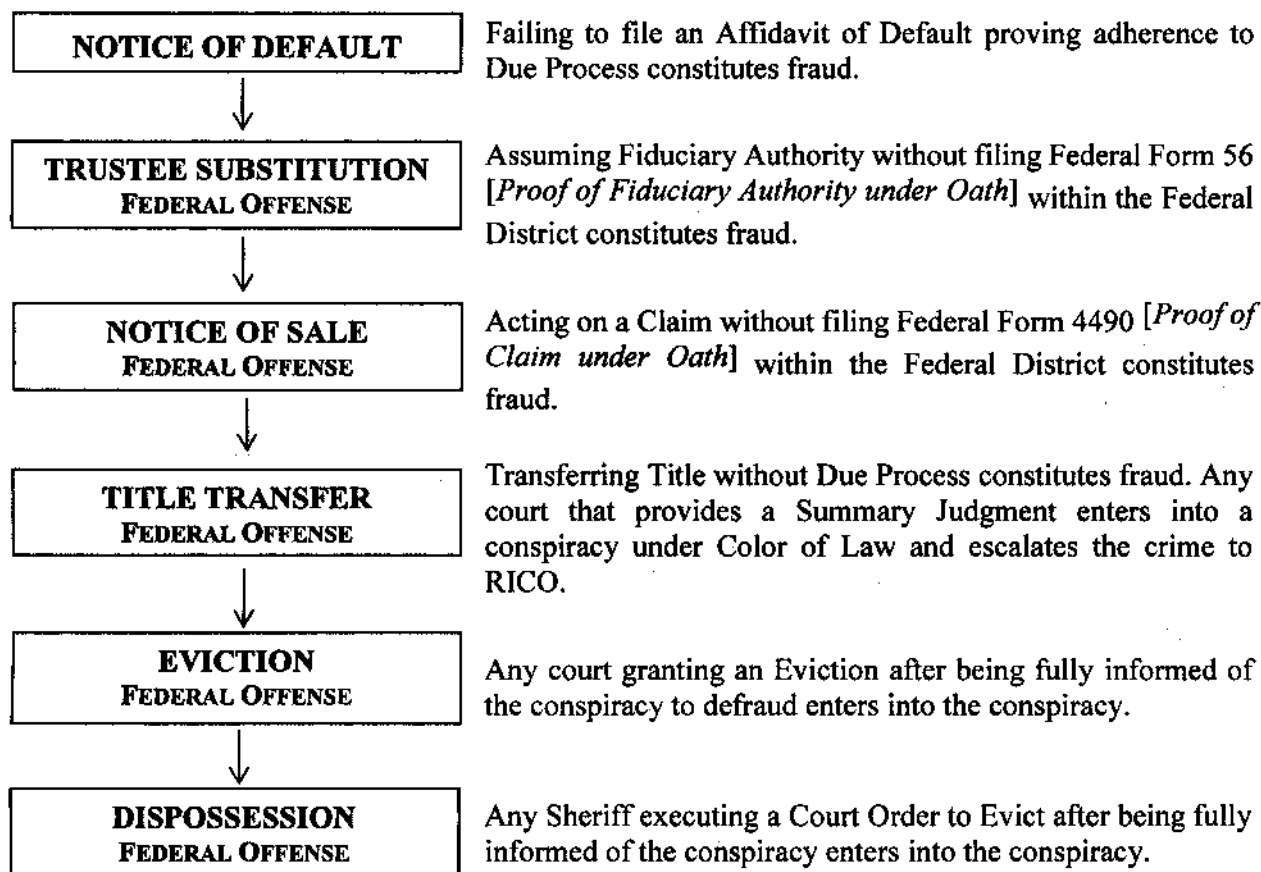 NOTICE OF DEFAULT
Failing to file an Affidavit of Default proving adherence to
Due Process constitutes fraud.
TRUSTEE SUBSTITUTION
FEDERAL OFFENSE
Assuming Fiduciary Authority without filing Federal Form 56
[Proof of Fiduciary Authority under Oath] within the Federal
District constitutes fraud.
NOTICE OF SALE
FEDERAL OFFENSE
Acting on a Claim without filing Federal Form 4490 [Proof of
Claim under Oath] within the Federal District constitutes
fraud.
TITLE TRANSFER
FEDERAL OFFENSE
Transferring Title without Due Process constitutes fraud. Any
court that provides a Summary Judgment enters into a
conspiracy under Color of Law and escalates the crime to
RICO.
EVICTION
FEDERAL OFFENSE
Any court granting an Eviction after being fully informed of
the conspiracy to defraud enters into the conspiracy.
DISPOSSESSION
FEDERAL OFFENSE
Any Sheriff executing a Court Order to Evict after being fully
informed of the conspiracy enters into the conspiracy.